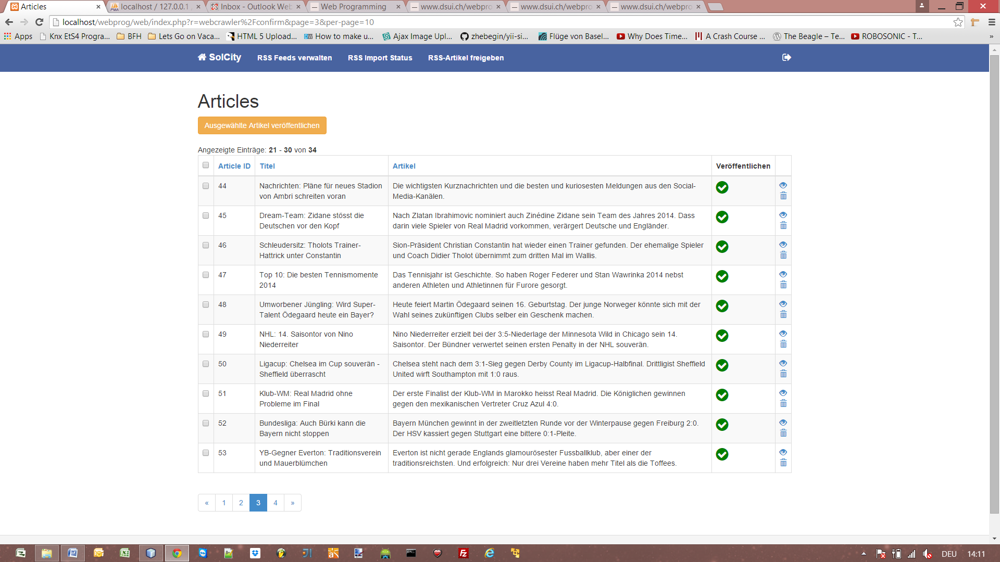 Articles
localhost / 127.0.0.1
Inbox - Outlook Web
Web Programming
www.dsui.ch/webpro
www.dsui.ch/webpro
www.dsui.ch/webpro
localhost/webprog/web/index.php?r=webcrawler%2Fconfirm&page=3&per-page=10
Apps
Knx EtS4 Progra...
BFH
Lets Go on Vaca...
HTML 5 Upload...
How to make u...
Ajax Image Upl...
zhebegin/yii-si...
Flüge von Basel...
Why Does Time...
A Crash Course ...
The Beagle – Te...
ROBOSONIC - T...
»
SolCity
RSS Feeds verwalten
RSS Import Status
RSS-Artikel freigeben
Articles
Ausgewählte Artikel veröffentlichen
Angezeigte Einträge: 21 - 30 von 34
Article ID
Titel
Artikel
Veröffentlichen
44
Nachrichten: Pläne für neues Stadion
von Ambri schreiten voran
Die wichtigsten Kurznachrichten und die besten und kuriosesten Meldungen aus den Social-
Media-Kanälen.
45
Dream-Team: Zidane stösst die
Deutschen vor den Kopf
Nach Zlatan Ibrahimovic nominiert auch Zinédine Zidane sein Team des Jahres 2014. Dass
darin viele Spieler von Real Madrid vorkommen, verärgert Deutsche und Engländer.
46
Schleudersitz: Tholots Trainer-
Hattrick unter Constantin
Sion-Präsident Christian Constantin hat wieder einen Trainer gefunden. Der ehemalige Spieler
und Coach Didier Tholot übernimmt zum dritten Mal im Wallis.
47
Top 10: Die besten Tennismomente
2014
Das Tennisjahr ist Geschichte. So haben Roger Federer und Stan Wawrinka 2014 nebst
anderen Athleten und Athletinnen für Furore gesorgt.
48
Umworbener Jüngling: Wird Super-
Talent Ödegaard heute ein Bayer?
Heute feiert Martin Ödegaard seinen 16. Geburtstag. Der junge Norweger könnte sich mit der
Wahl seines zukünftigen Clubs selber ein Geschenk machen.
49
NHL: 14. Saisontor von Nino
Niederreiter
Nino Niederreiter erzielt bei der 3:5-Niederlage der Minnesota Wild in Chicago sein 14.
Saisontor. Der Bündner verwertet seinen ersten Penalty in der NHL souverän.
50
Ligacup: Chelsea im Cup souverän -
Sheffield überrascht
Chelsea steht nach dem 3:1-Sieg gegen Derby County im Ligacup-Halbfinal. Drittligist Sheffield
United wirft Southampton mit 1:0 raus.
51
Klub-WM: Real Madrid ohne
Probleme im Final
Der erste Finalist der Klub-WM in Marokko heisst Real Madrid. Die Königlichen gewinnen
gegen den mexikanischen Vertreter Cruz Azul 4:0.
52
Bundesliga: Auch Bürki kann die
Bayern nicht stoppen
Bayern München gewinnt in der zweitletzten Runde vor der Winterpause gegen Freiburg 2:0.
Der HSV kassiert gegen Stuttgart eine bittere 0:1-Pleite.
53
YB-Gegner Everton: Traditionsverein
und Mauerblümchen
Everton ist nicht gerade Englands glamourösester Fussballklub, aber einer der
traditionsreichsten. Und erfolgreich: Nur drei Vereine haben mehr Titel als die Toffees.
« 1 2 3 4 »
DEU 14:11